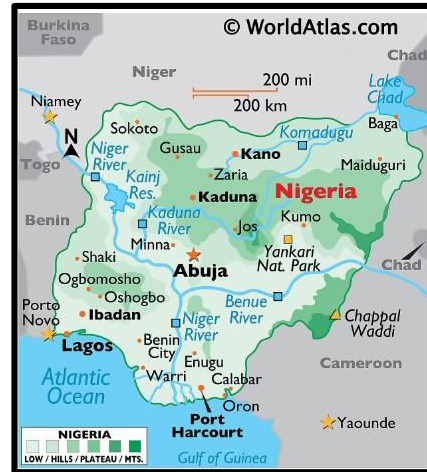 © WorldAtlas.com
Burkina
Faso
Niger
Chad
200 mi
200 km
Lake
Chad
Niamey
N
Sokoto
Gusau
Kano
Komadugu
Baga
Togo
Niger
River
Kainj
Res.
Zaria
Maiduguri
Kaduna
Nigeria
Benin
Kaduna
River
Jos
Kumo
Minna
Yankari
Nat. Park
Shaki
Abuja
Chad
Ogbomosho
Oshogbo
Benue
River
Chappal
Waddi
Porto
Novo
Ibadan
Lagos
Niger
River
Benin
City
Enugu
Cameroon
Atlantic
Ocean
Warri
Calabar
Oron
Port
Harcourt
Yaounde
NIGERIA
LOW / HILLS / PLATEAU / MTS.
Gulf of Guinea